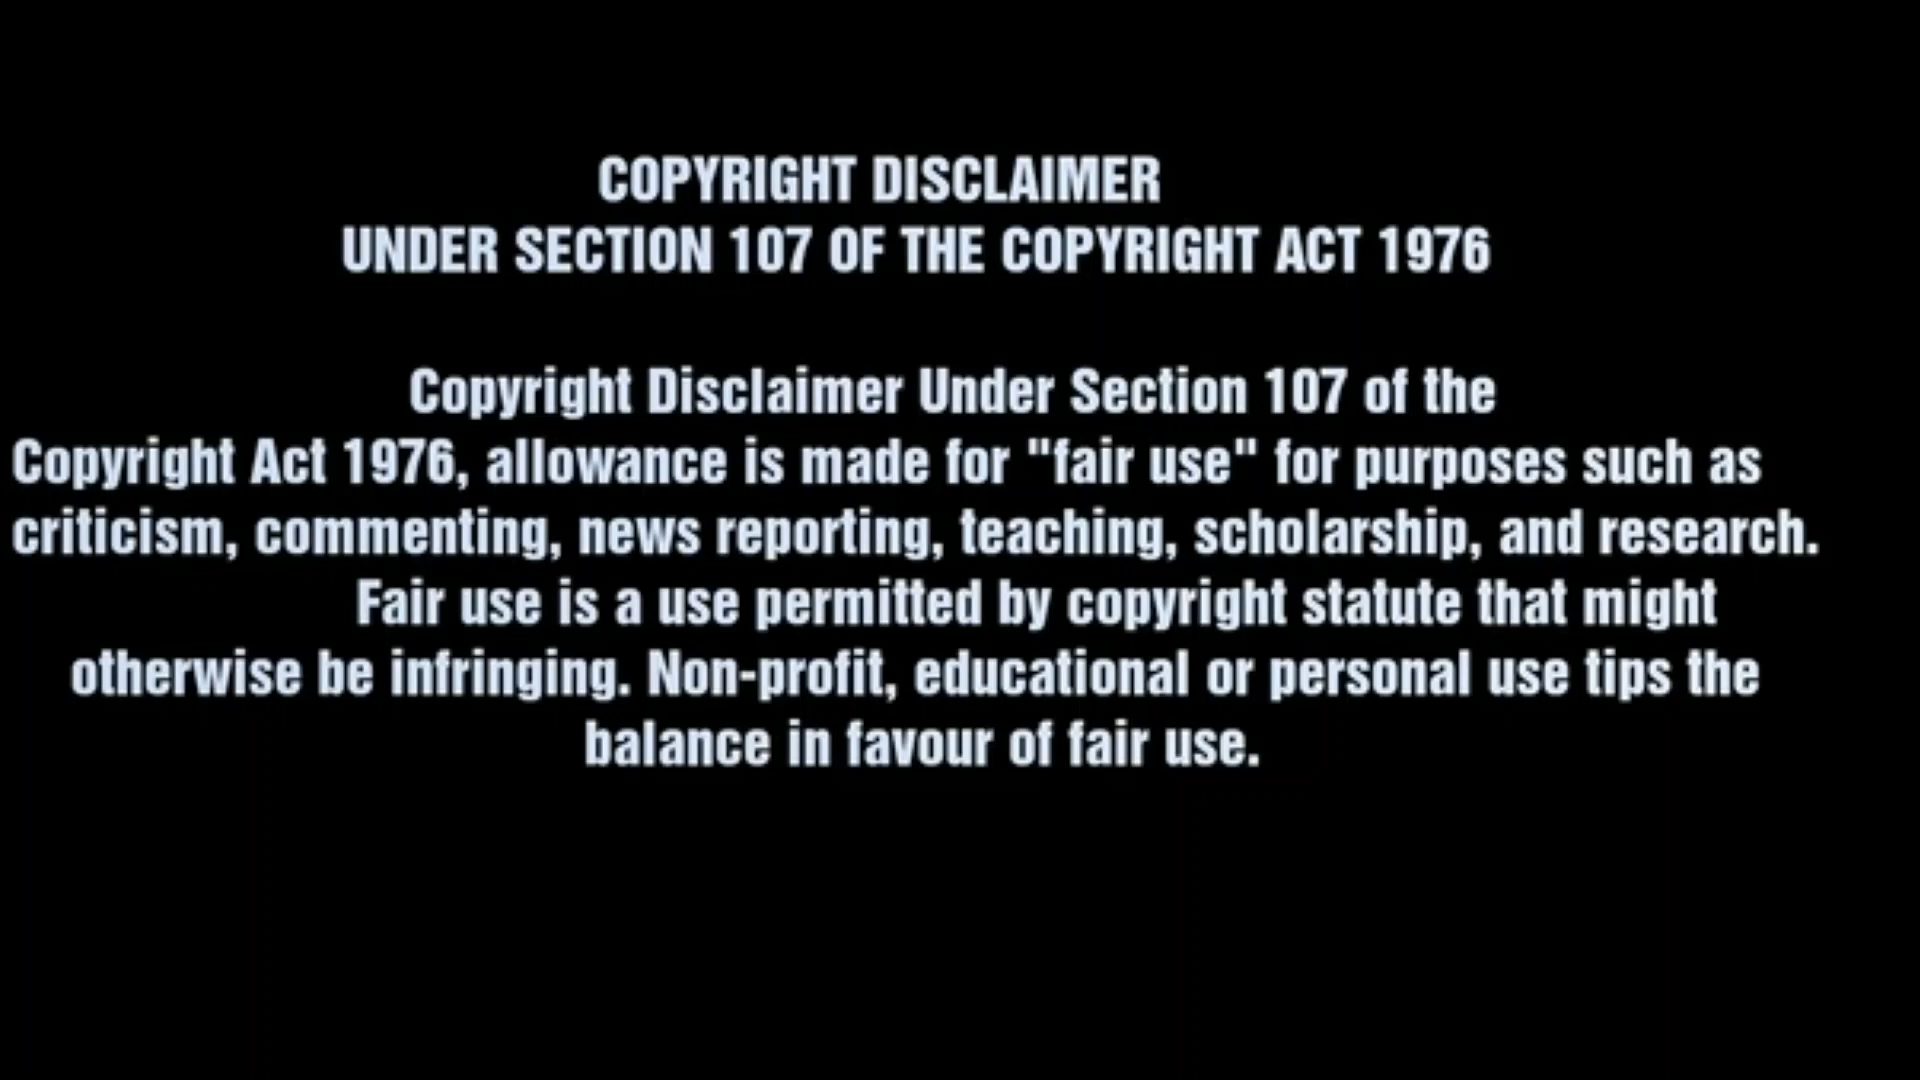 COPYRIGHT DISCLAIMER
UNDER SECTION 107 OF THE COPYRIGHT ACT 1976
Copyright Disclaimer Under Section 107 of the
Copyright Act 1976, allowance is made for "fair use" for purposes such as
criticism, commenting, news reporting, teaching, scholarship, and research.
Fair use is a use permitted by copyright statute that might
otherwise be infringing. Non-profit, educational or personal use tips the
balance in favour of fair use.